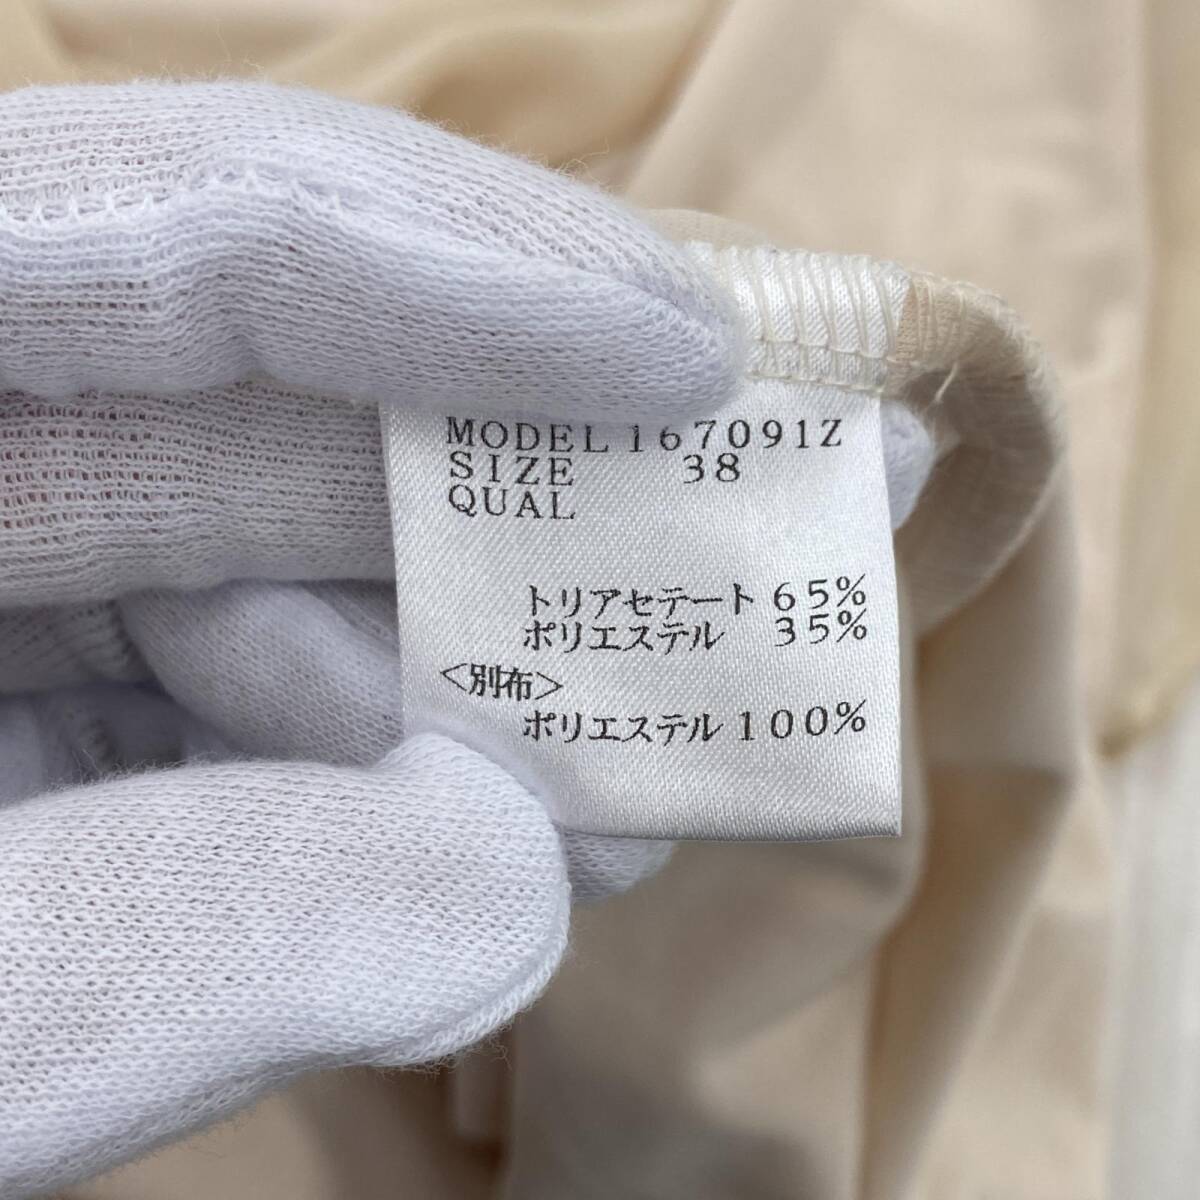 MODEL 167091Z
SIZE 38
QUAL
トリアセテート 65%
ポリエステル 35%
<別布>
ポリエステル 100%